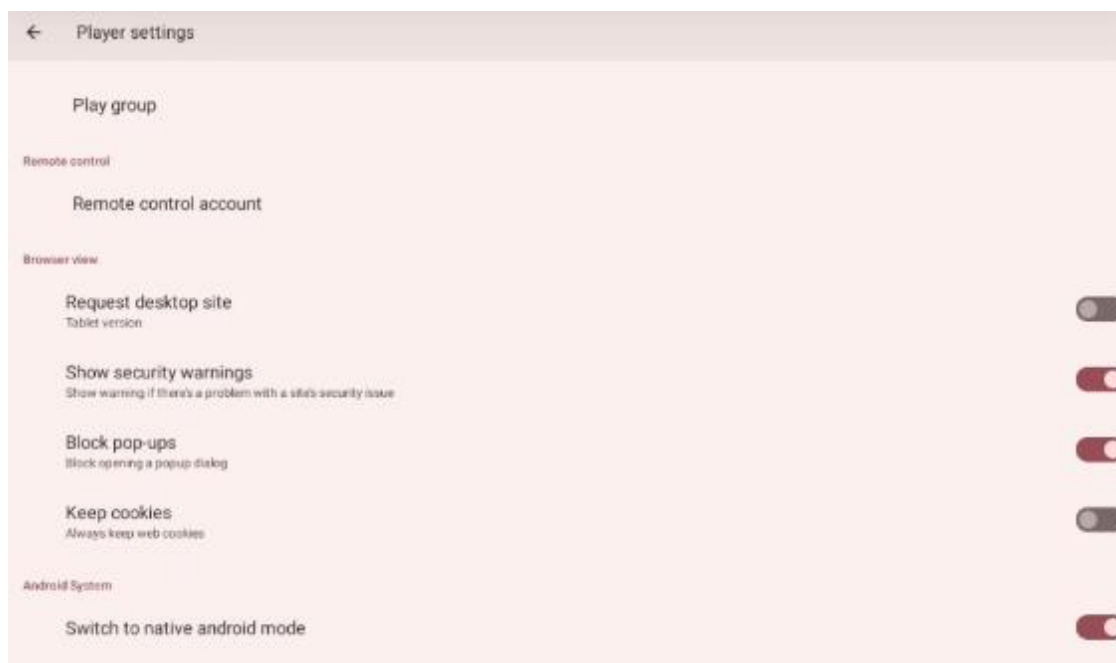 Player settings
Play group
Remote control
Remote control account
Browser view
Request desktop site
Tablet version
Show security warnings
Show warning if there's a problem with a site's security issue
Block pop-ups
Block opening a popup dialog
Keep cookies
Always keep web cookies
Android System
Switch to native android mode